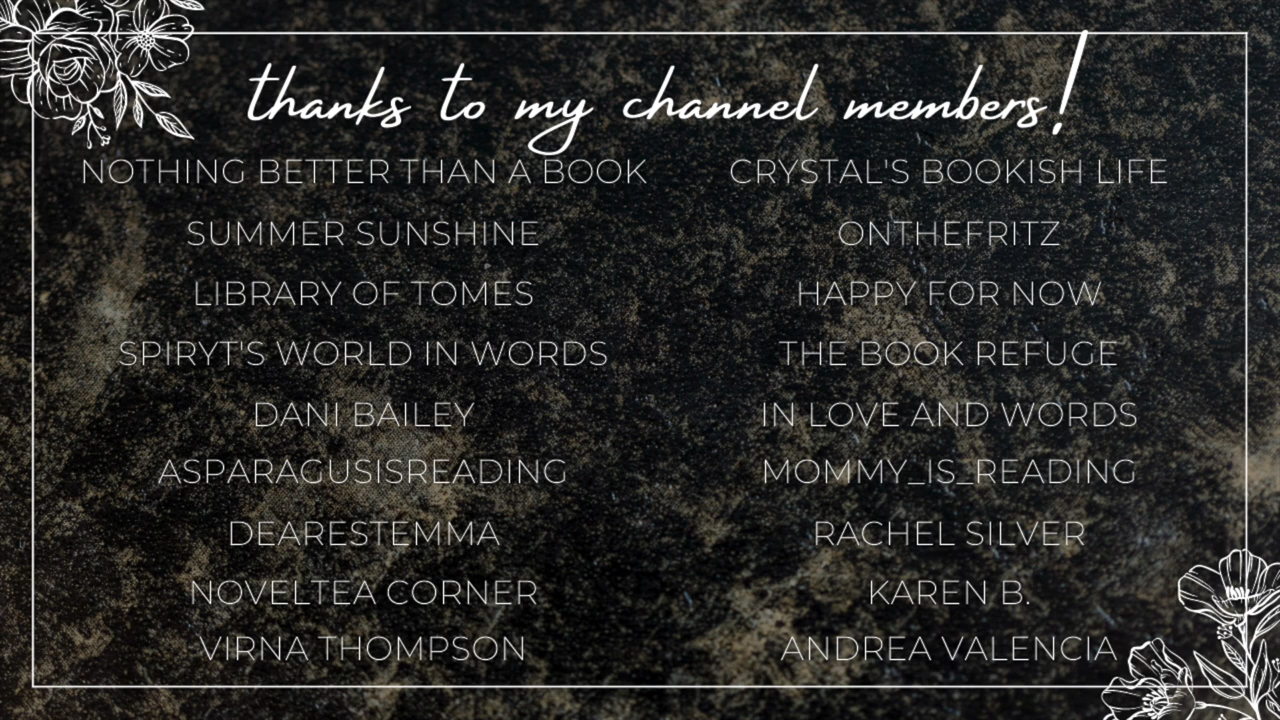 thanks to my channel members!
NOTHING BETTER THAN A BOOK
SUMMER SUNSHINE
LIBRARY OF TOMES
SPIRYT'S WORLD IN WORDS
DANI BAILEY
ASPARAGUSISREADING
DEARESTEMMA
NOVELTEA CORNER
VIRNA THOMPSON
CRYSTAL'S BOOKISH LIFE
ONTHEFRITZ
HAPPY FOR NOW
THE BOOK REFUGE
IN LOVE AND WORDS
MOMMY_IS_READING
RACHEL SILVER
KAREN B.
ANDREA VALENCIA